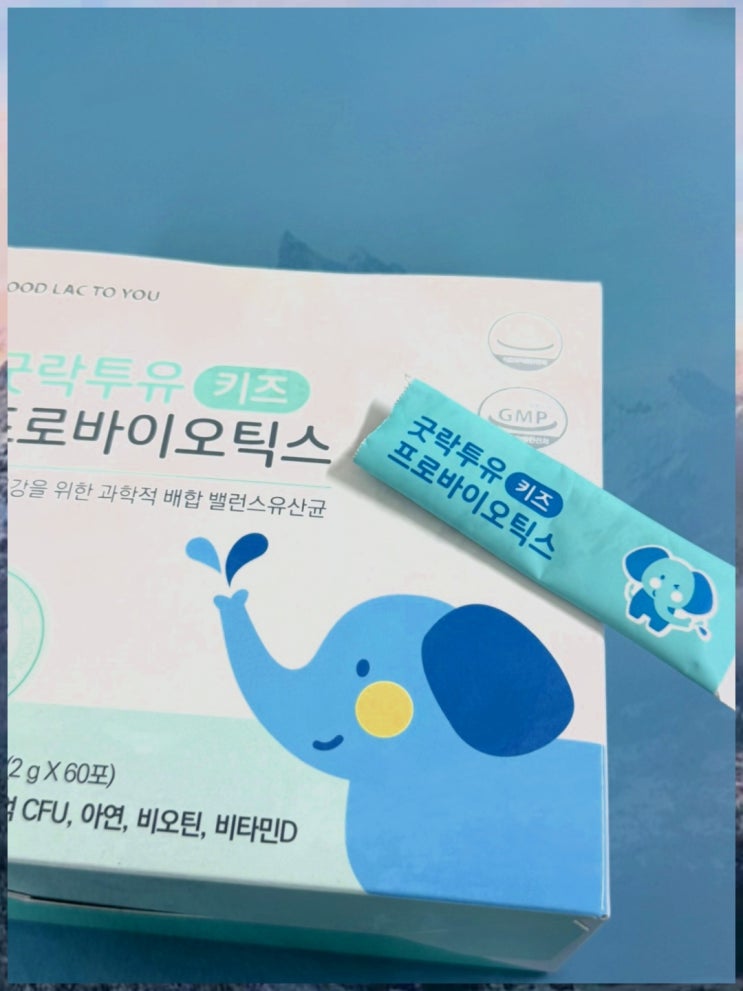 OOD LAC TO YOU
굿락투유 키즈
프로바이오틱스
강을 위한 과학적 배합 밸런스유산균
GMP
굿락투유 키즈
프로바이오틱스
(2 g X 60포)
CFU, 아연, 비오틴, 비타민D